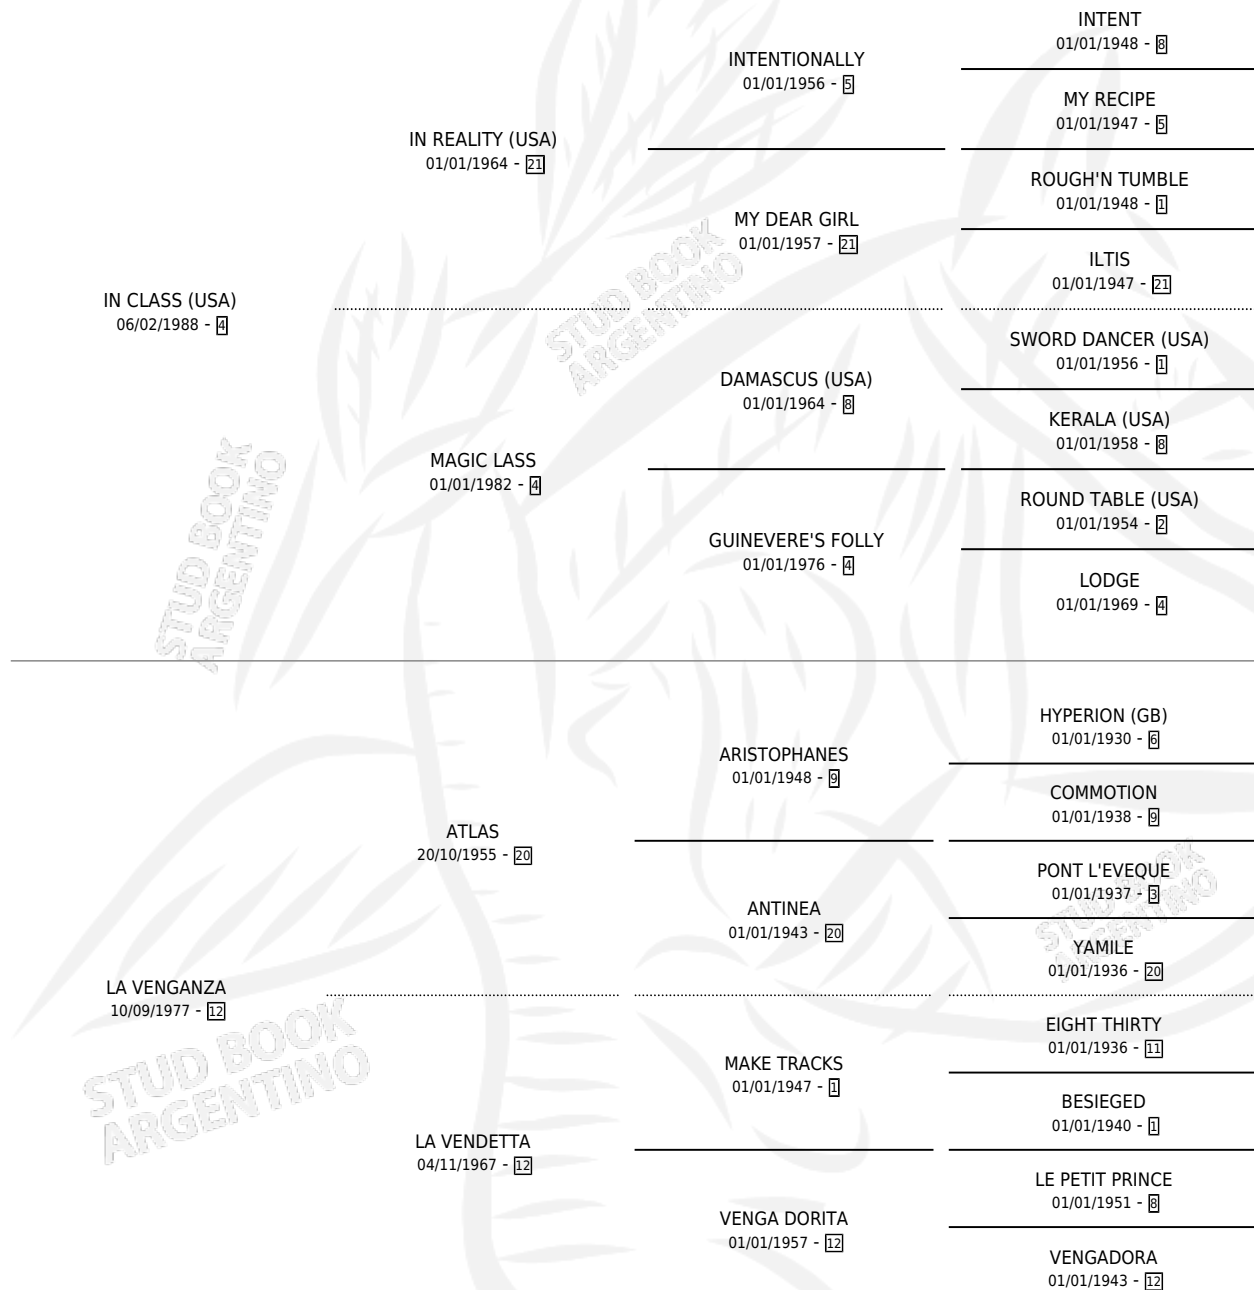 INTENT
01/01/1948 - 8
INTENTIONALLY
01/01/1956 - 5
MY RECIPE
01/01/1947 - 5
IN REALITY (USA)
01/01/1964 - 21
ROUGH'N TUMBLE
01/01/1948 - 1
MY DEAR GIRL
01/01/1957 - 21
ILTIS
01/01/1947 - 21
IN CLASS (USA)
06/02/1988 - 4
SWORD DANCER (USA)
01/01/1956 - 1
DAMASCUS (USA)
01/01/1964 - 8
KERALA (USA)
01/01/1958 - 8
MAGIC LASS
01/01/1982 - 4
ROUND TABLE (USA)
01/01/1954 - 2
GUINEVERE'S FOLLY
01/01/1976 - 4
LODGE
01/01/1969 - 4
HYPERION (GB)
01/01/1930 - 6
ARISTOPHANES
01/01/1948 - 9
COMMOTION
01/01/1938 - 9
ATLAS
20/10/1955 - 20
PONT L'EVEQUE
01/01/1937 - 3
ANTINEA
01/01/1943 - 20
YAMILE
01/01/1936 - 20
LA VENGANZA
10/09/1977 - 12
EIGHT THIRTY
01/01/1936 - 11
MAKE TRACKS
01/01/1947 - 1
BESIEGED
01/01/1940 - 1
LA VENDETTA
04/11/1967 - 12
LE PETIT PRINCE
01/01/1951 - 8
VENGA DORITA
01/01/1957 - 12
VENGADORA
01/01/1943 - 12
STUD BOOK
ARGENTINO
STUD BOOK
ARGENTINO
STUD BOOK
ARGENTINO
STUD BOOK
ARGENTINO